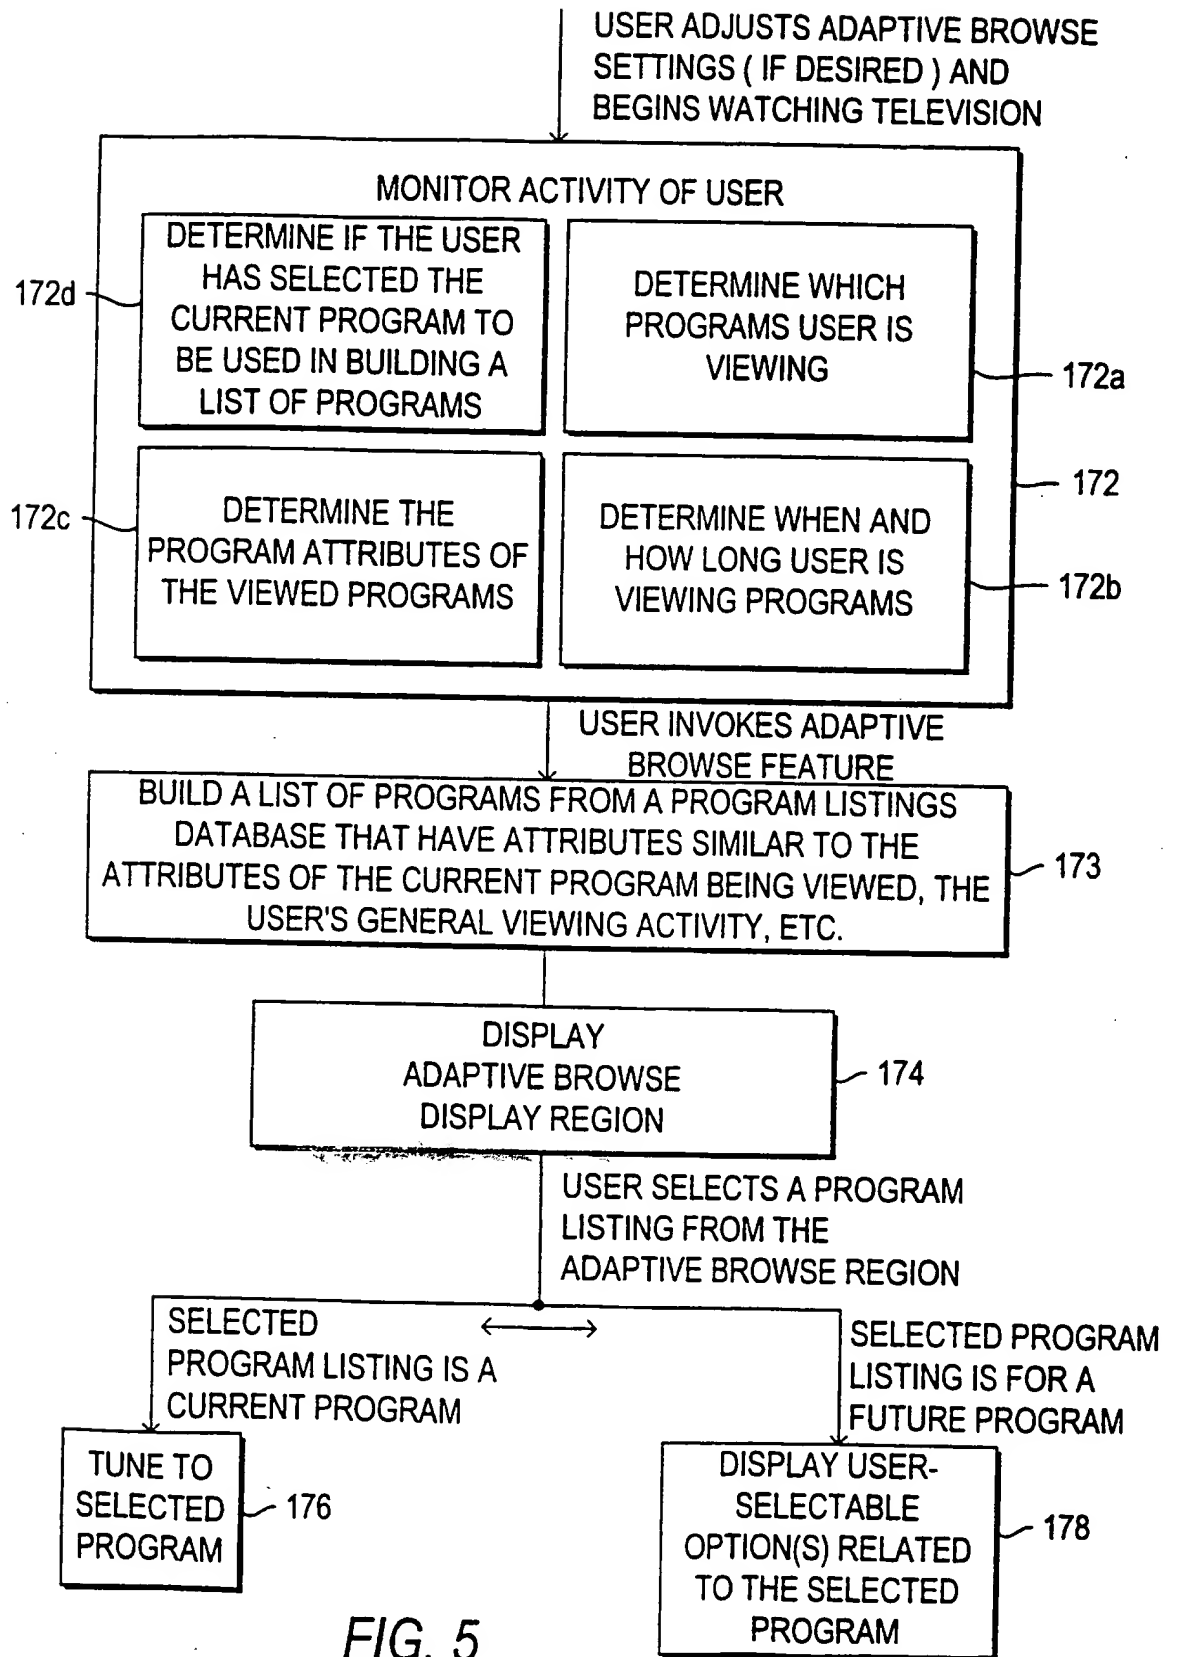 USER ADJUSTS ADAPTIVE BROWSE
SETTINGS ( IF DESIRED ) AND
BEGINS WATCHING TELEVISION
MONITOR ACTIVITY OF USER
DETERMINE IF THE USER
HAS SELECTED THE
CURRENT PROGRAM TO
BE USED IN BUILDING A
LIST OF PROGRAMS
172d
DETERMINE WHICH
PROGRAMS USER IS
VIEWING
172a
172
DETERMINE THE
PROGRAM ATTRIBUTES OF
THE VIEWED PROGRAMS
172c
DETERMINE WHEN AND
HOW LONG USER IS
VIEWING PROGRAMS
172b
USER INVOKES ADAPTIVE
BROWSE FEATURE
BUILD A LIST OF PROGRAMS FROM A PROGRAM LISTINGS
DATABASE THAT HAVE ATTRIBUTES SIMILAR TO THE
ATTRIBUTES OF THE CURRENT PROGRAM BEING VIEWED, THE
USER'S GENERAL VIEWING ACTIVITY, ETC.
173
DISPLAY
ADAPTIVE BROWSE
DISPLAY REGION
174
USER SELECTS A PROGRAM
LISTING FROM THE
ADAPTIVE BROWSE REGION
SELECTED
PROGRAM LISTING IS A
CURRENT PROGRAM
SELECTED PROGRAM
LISTING IS FOR A
FUTURE PROGRAM
TUNE TO
SELECTED
PROGRAM
176
DISPLAY USER-
SELECTABLE
OPTION(S) RELATED
TO THE SELECTED
PROGRAM
178
FIG. 5